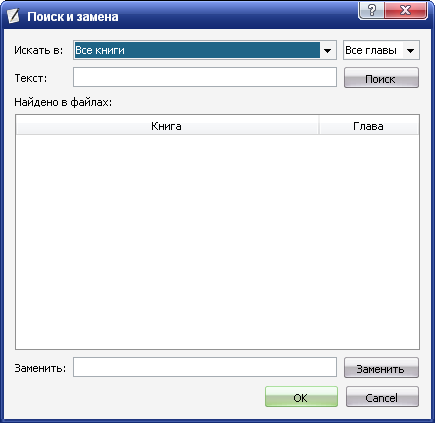 Поиск и замена
Искать в: Все книги Все главы
Текст: Поиск
Найдено в файлах:
Книга Глава
Заменить: Заменить
OK Cancel